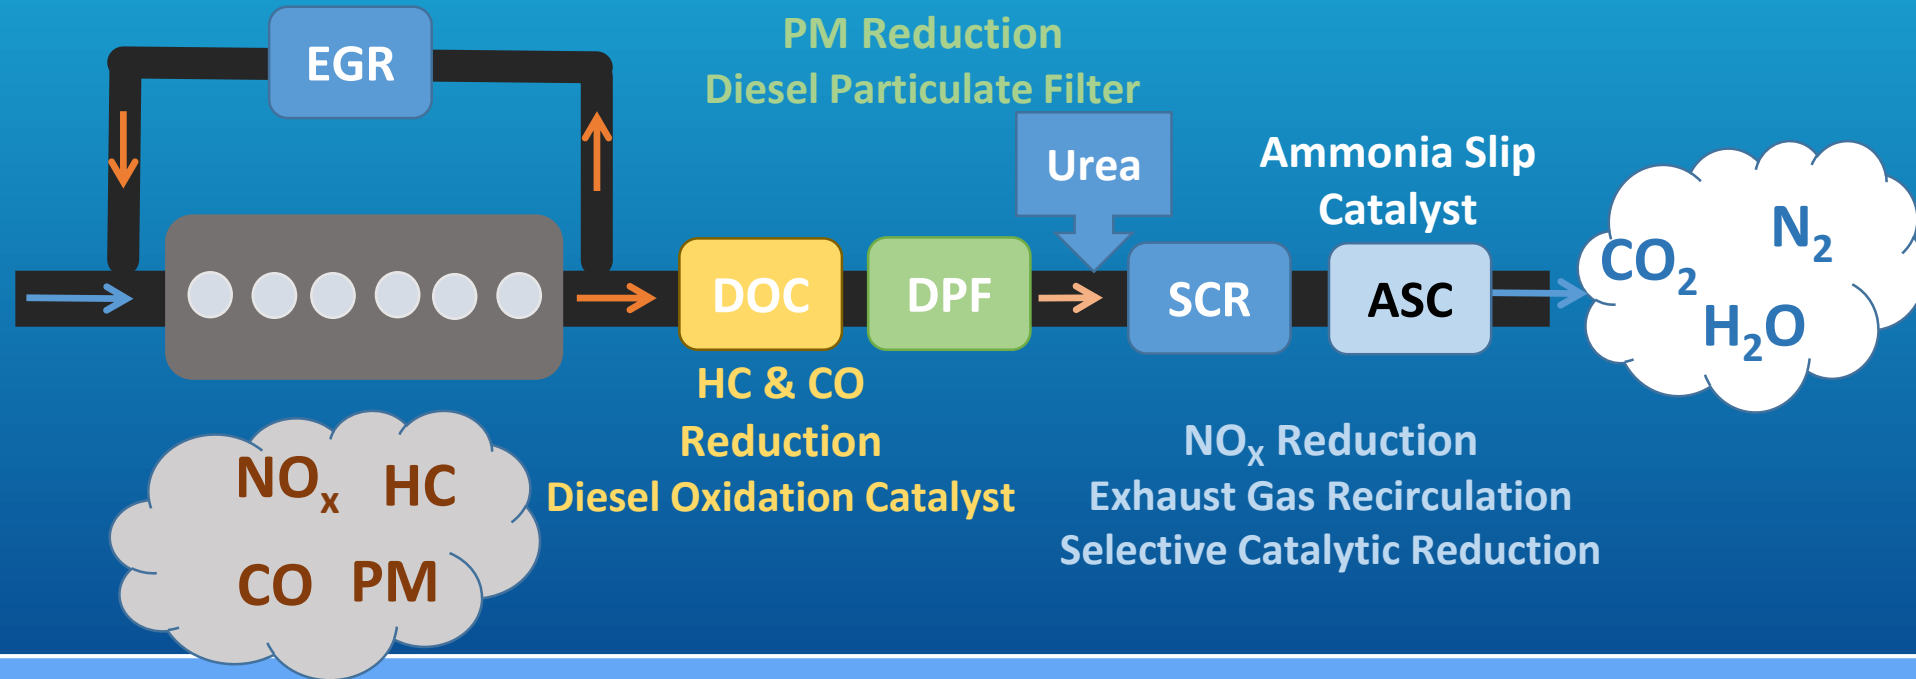 EGR
PM Reduction
Diesel Particulate Filter
Urea
Ammonia Slip
Catalyst
DOC
DPF
SCR
ASC
CO₂
N₂
H₂O
HC & CO
Reduction
Diesel Oxidation Catalyst
NOₓ Reduction
Exhaust Gas Recirculation
Selective Catalytic Reduction
NOₓ HC
CO PM